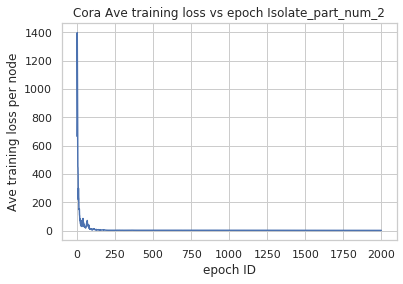 Cora Ave training loss vs epoch Isolate_part_num_2
Ave training loss per node
1400
1200
1000
800
600
400
200
0
0 250 500 750 1000 1250 1500 1750 2000
epoch ID